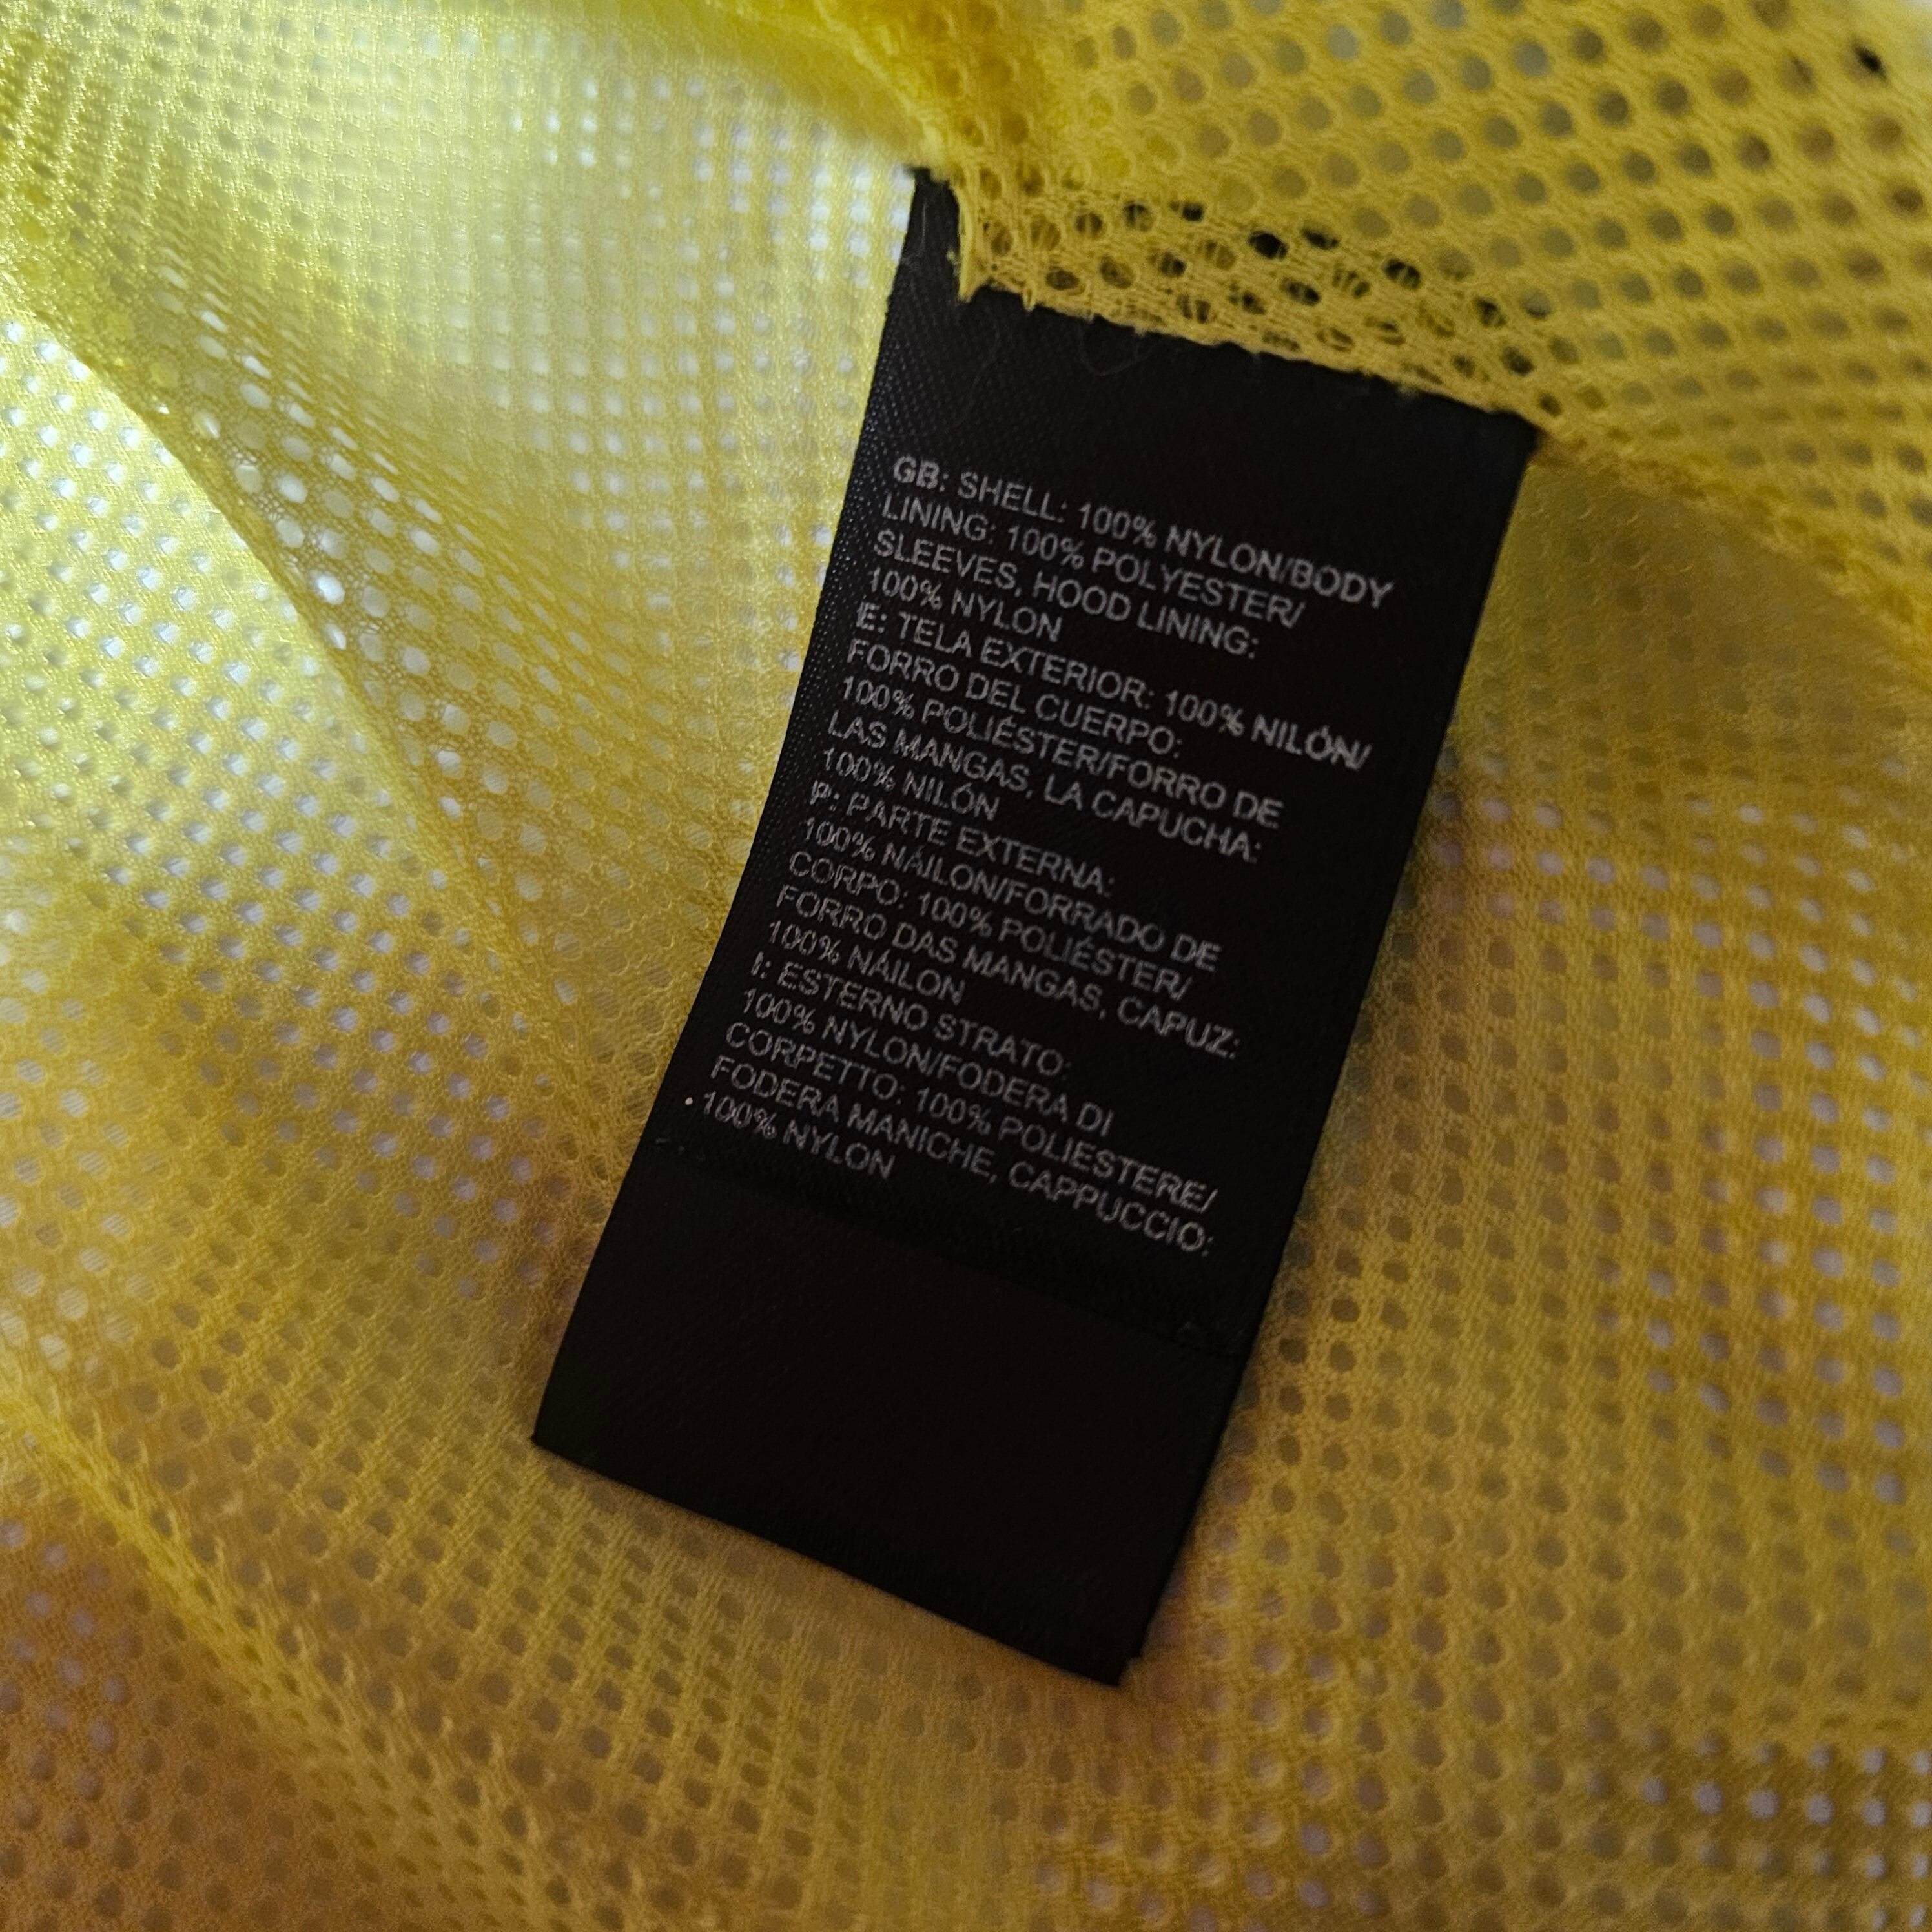 GB: SHELL: 100% NYLON/BODY
LINING: 100% POLYESTER/
SLEEVES, HOOD LINING:
100% NYLON
E: TELA EXTERIOR: 100% NILÓN/
FORRO DEL CUERPO:
100% POLIÉSTER/FORRO DE
LAS MANGAS, LA CAPUCHA:
100% NILÓN
P: PARTE EXTERNA:
100% NÁILON/FORRADO DE
CORPO: 100% POLIÉSTER/
FORRO DAS MANGAS, CAPUZ:
100% NÁILON
I: ESTERNO STRATO:
100% NYLON/FODERA DI
CORPETTO: 100% POLIESTERE/
FODERA MANICHE, CAPPUCCIO:
100% NYLON